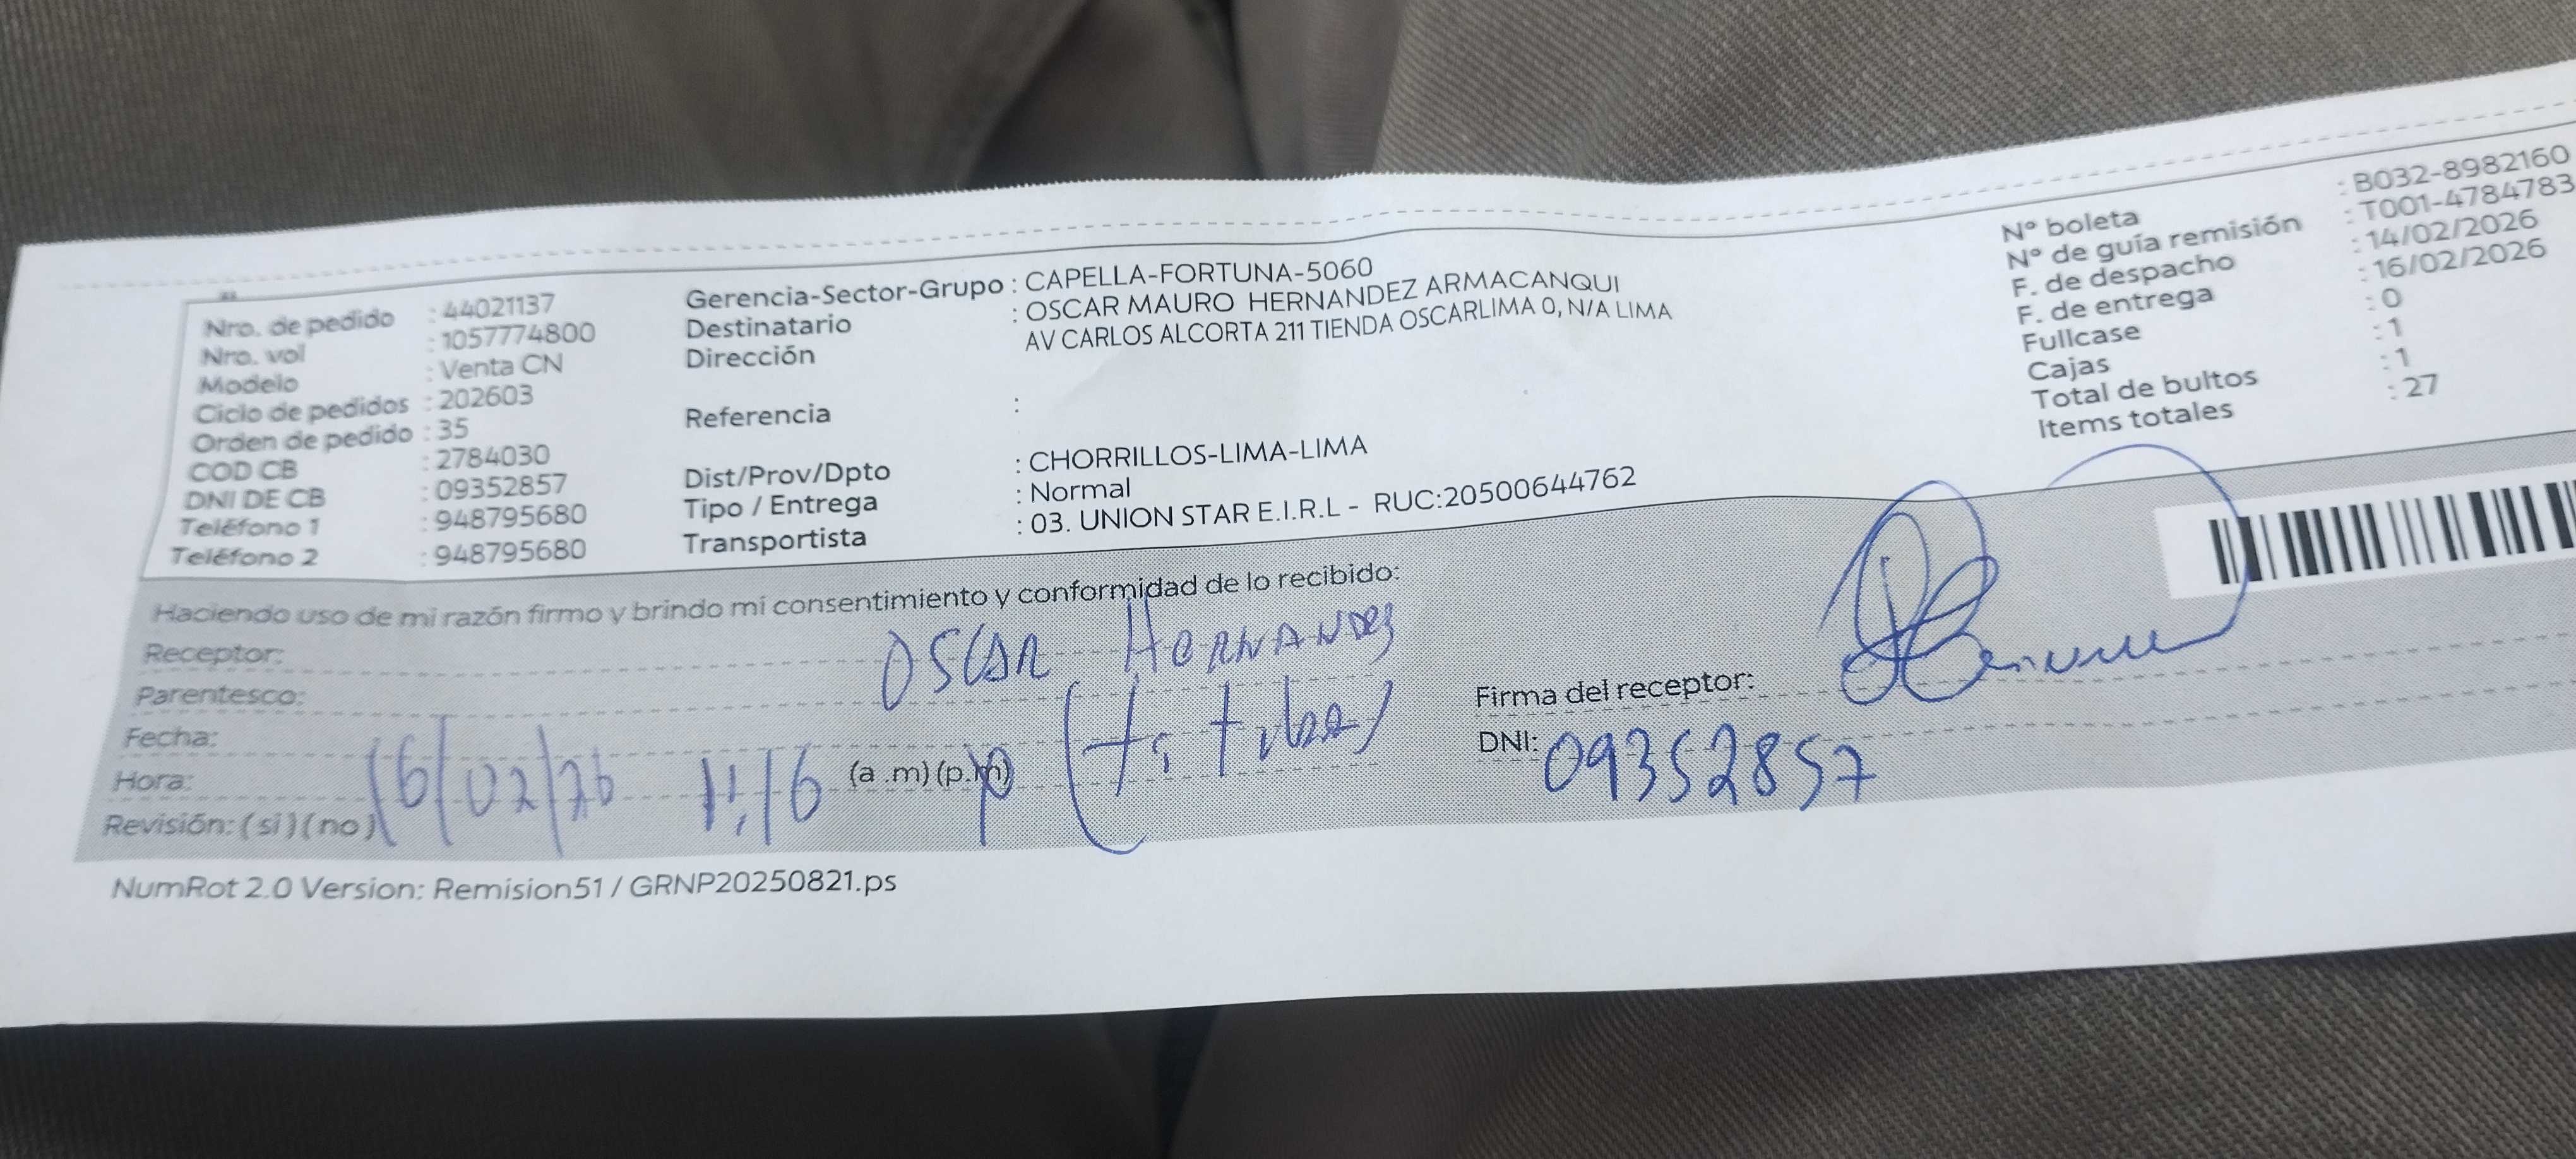 Nro. de pedido : 44021137
Nro. vol : 1057774800
Modelo : Venta CN
Ciclo de pedidos : 202603
Orden de pedido : 35
COD CB : 2784030
DNI DE CB : 09352857
Teléfono 1 : 948795680
Teléfono 2 : 948795680
Gerencia-Sector-Grupo : CAPELLA-FORTUNA-5060
Destinatario : OSCAR MAURO HERNANDEZ ARMACANQUI
Dirección AV CARLOS ALCORTA 211 TIENDA OSCARLIMA 0, N/A LIMA
Referencia :
Dist/Prov/Dpto : CHORRILLOS-LIMA-LIMA
Tipo / Entrega : Normal
Transportista : 03. UNION STAR E.I.R.L - RUC:20500644762
N° boleta : B032-8982160
N° de guía remisión : T001-4784783
F. de despacho : 14/02/2026
F. de entrega : 16/02/2026
Fullcase : 0
Cajas : 1
Total de bultos : 1
Items totales : 27
Haciendo uso de mi razón firmo y brindo mi consentimiento y conformidad de lo recibido:
Receptor: OSCAR HERNANDEZ
Parentesco: (titular)
Fecha: 16/02/26
Hora: 11:16 (a .m) (p.m)
Revisión: (si) (no)
Firma del receptor:
DNI: 09352857
NumRot 2.0 Version: Remision51 / GRNP20250821.ps